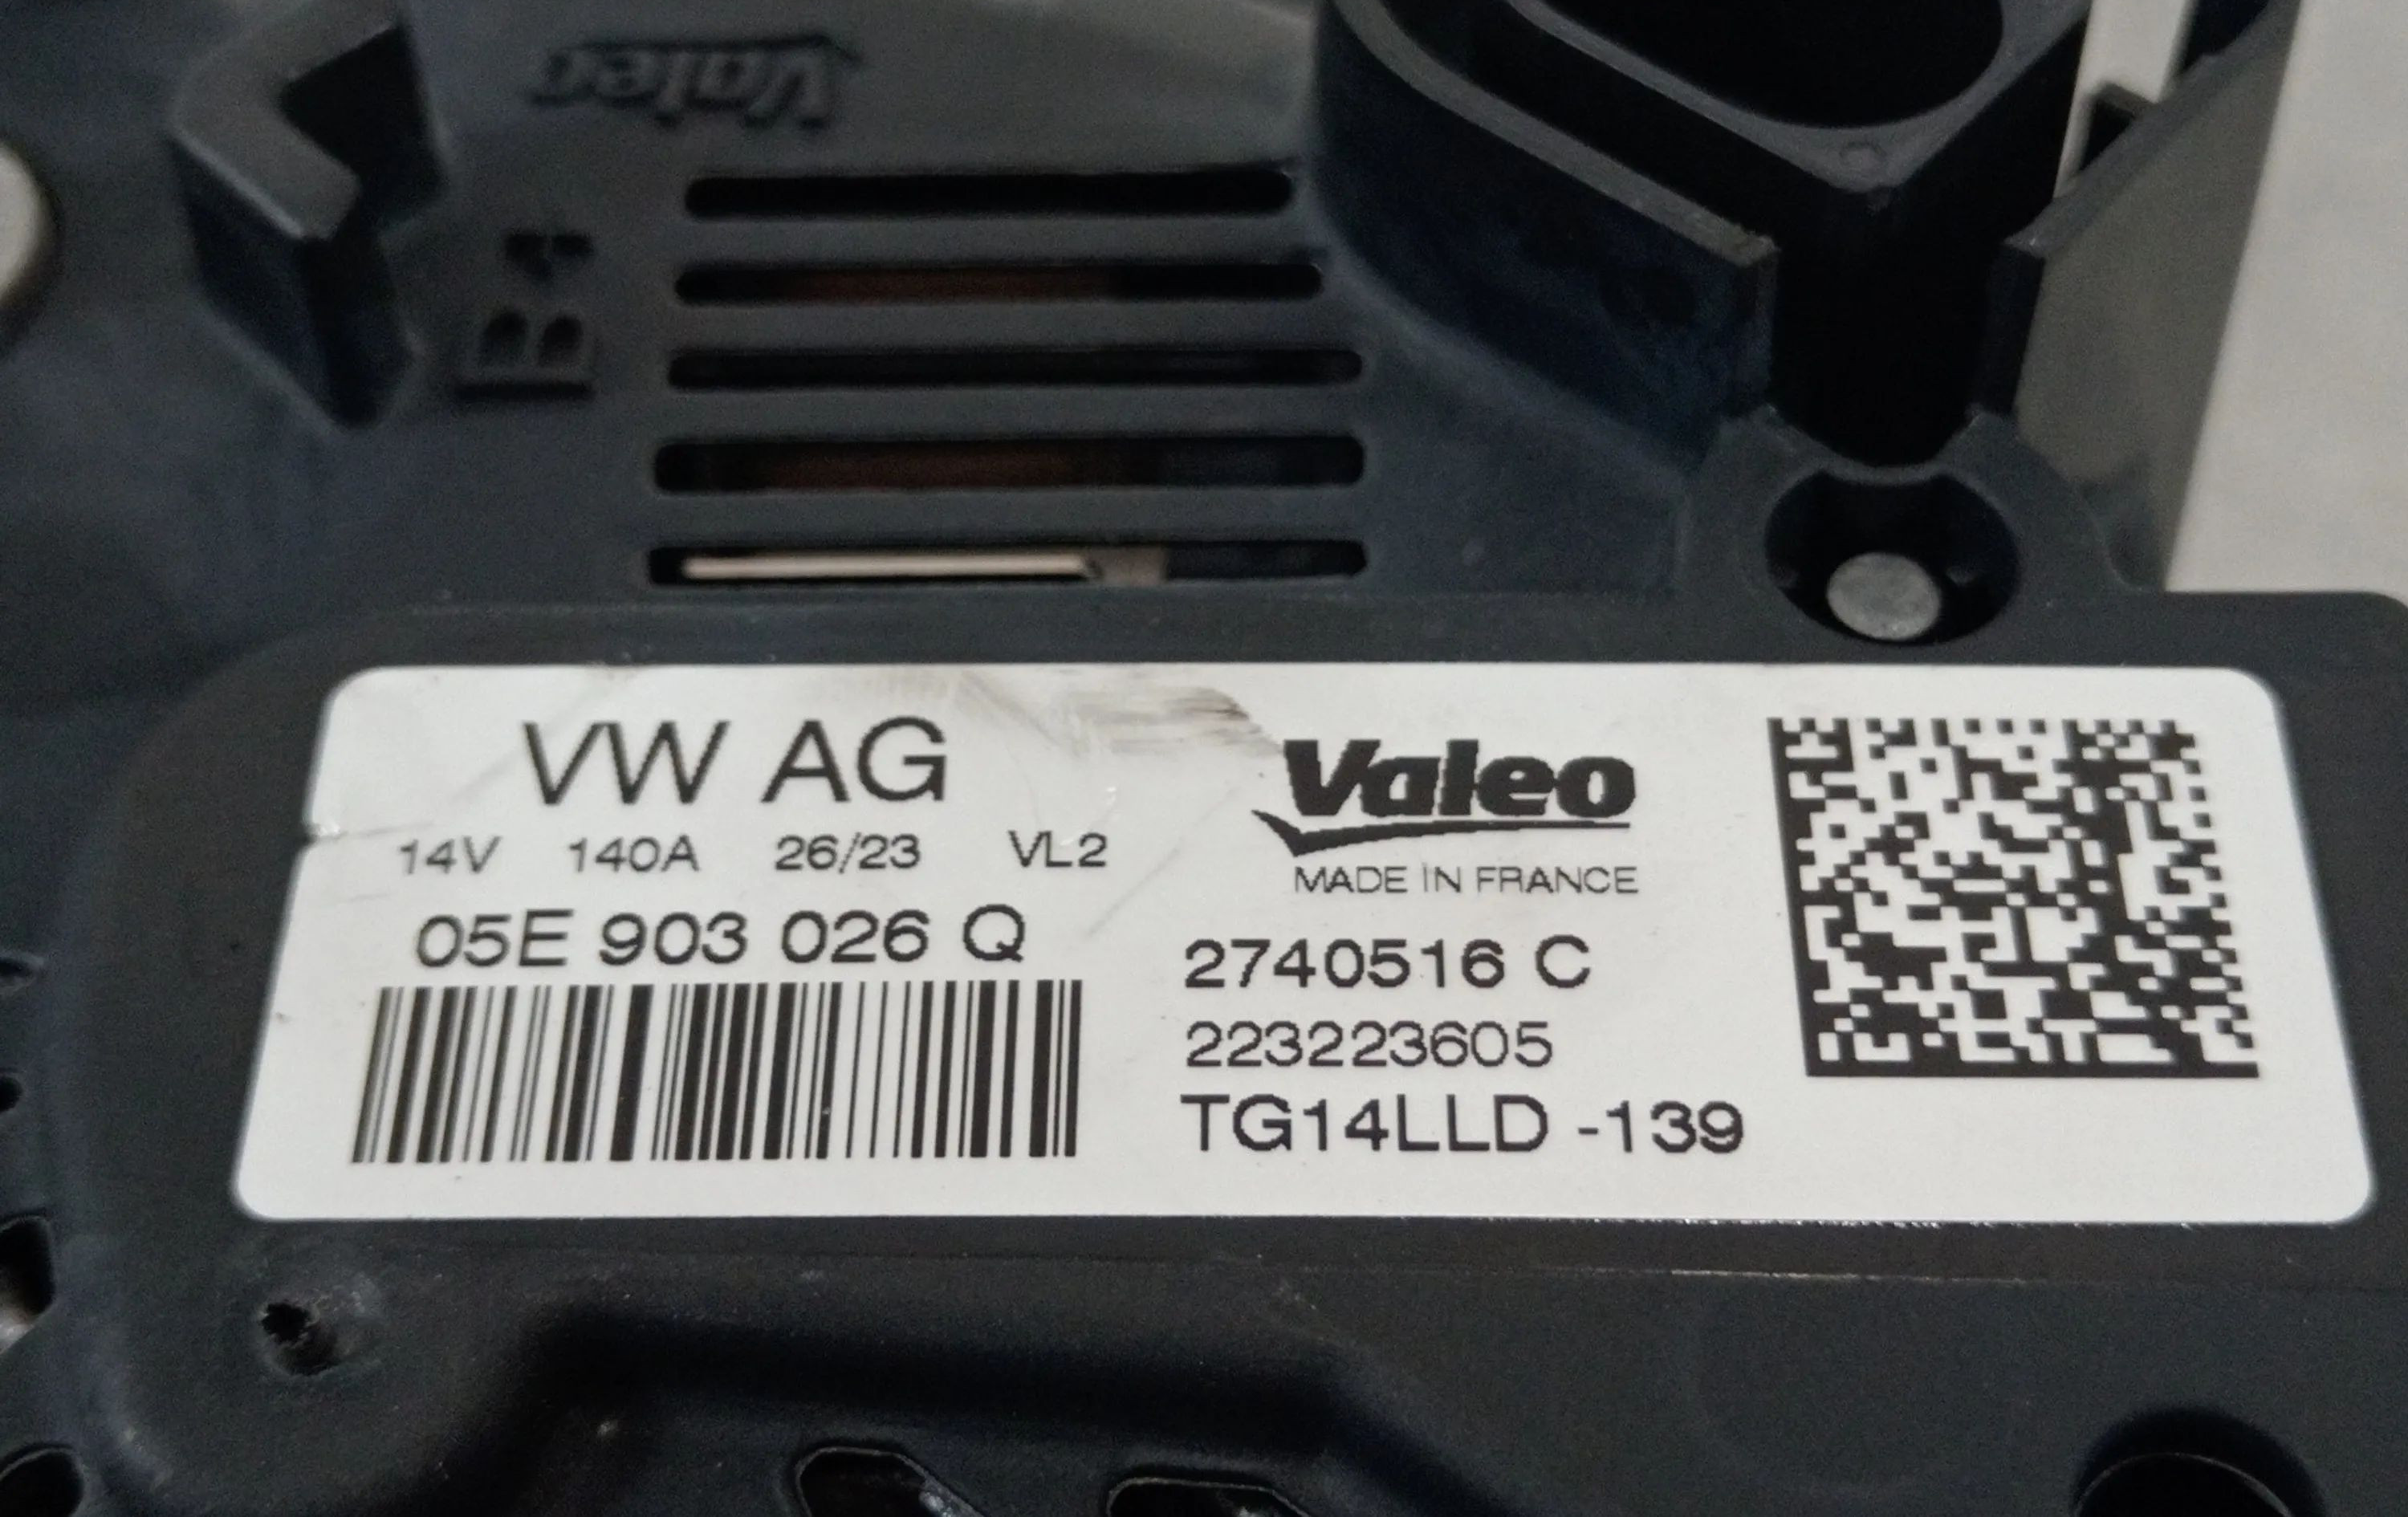 Valeo
B4
VW AG
14V 140A 26/23 VL2
05E 903 026 Q
Valeo
MADE IN FRANCE
2740516 C
223223605
TG14LLD -139